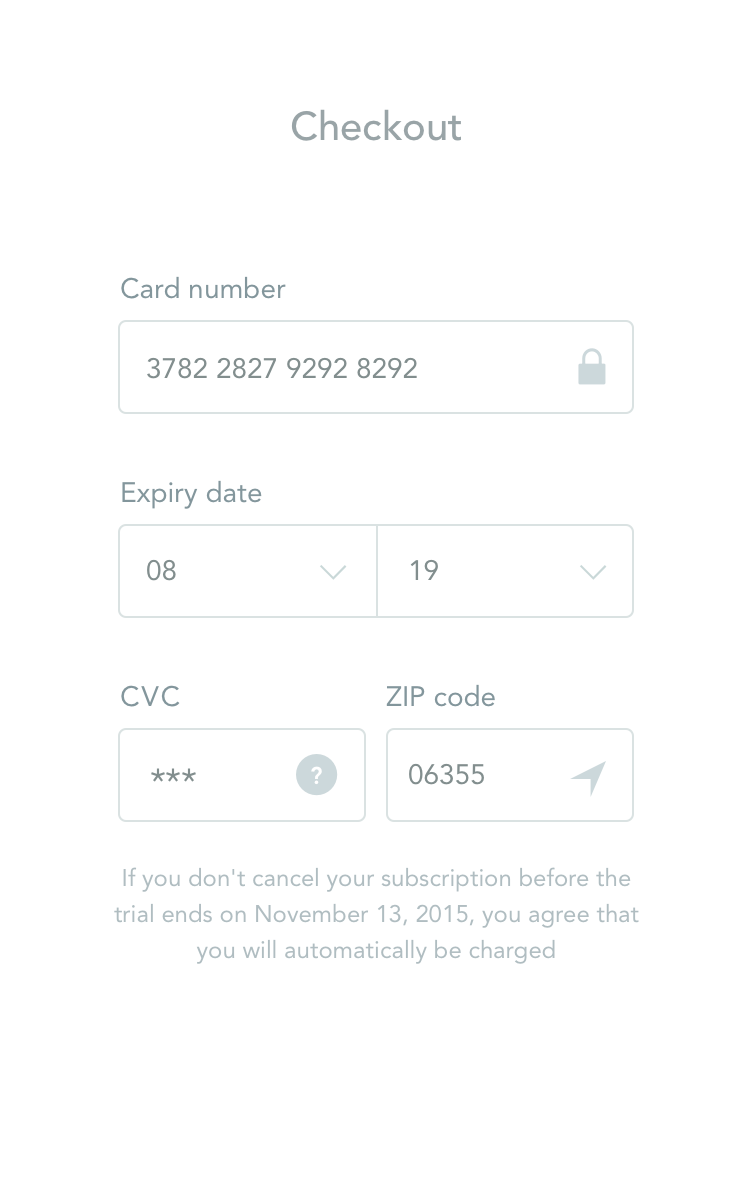 Checkout
Card number
3782 2827 9292 8292
Expiry date
08 19
CVC ZIP code
*** ? 06355
If you don't cancel your subscription before the
trial ends on November 13, 2015, you agree that
you will automatically be charged